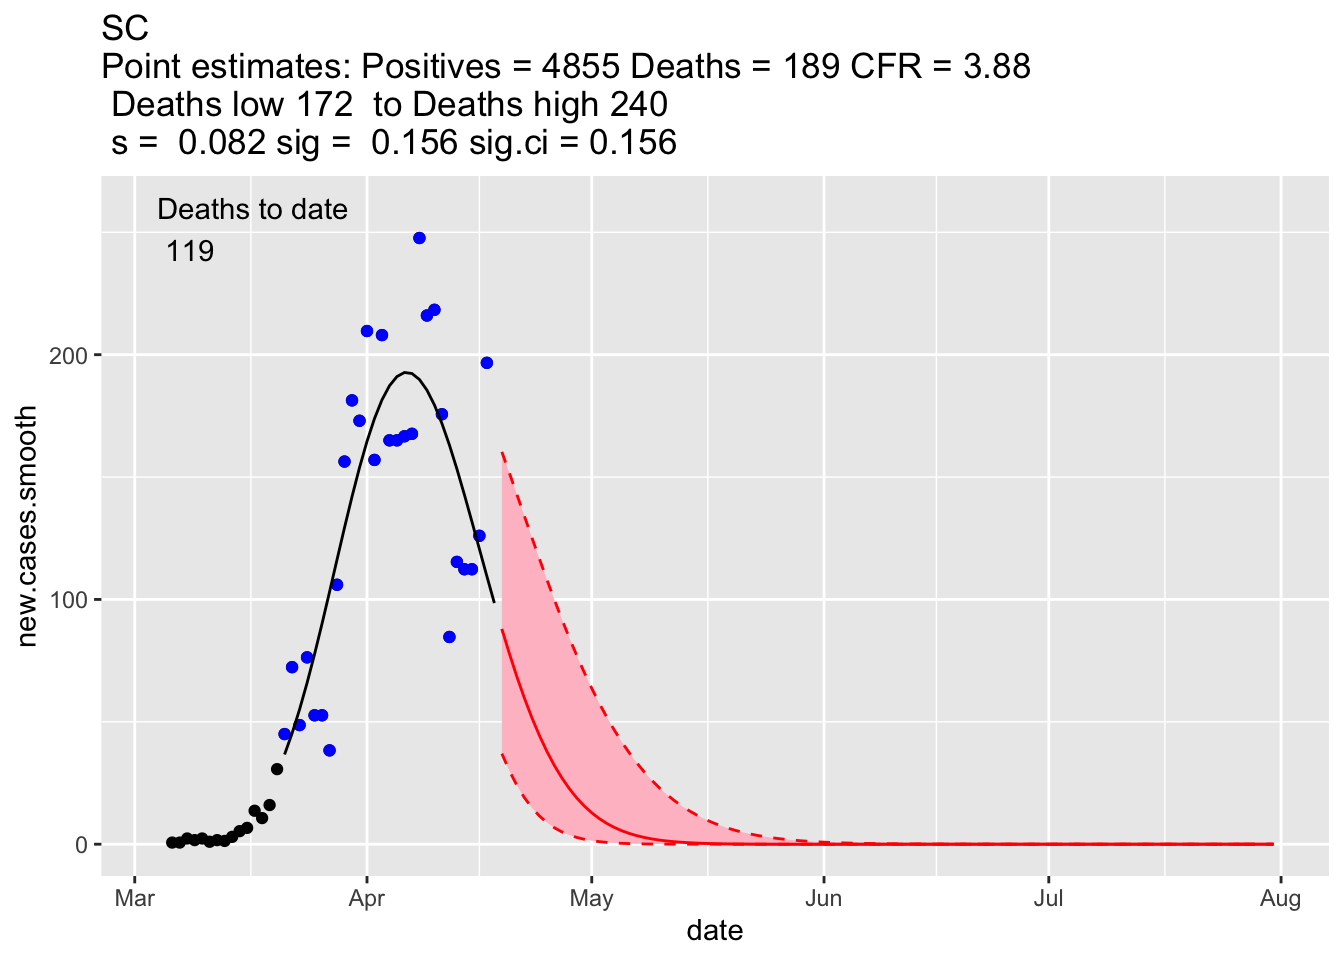 SC
Point estimates: Positives = 4855 Deaths = 189 CFR = 3.88
Deaths low 172  to Deaths high 240
s =  0.082 sig =  0.156 sig.ci = 0.156
Deaths to date
119
new.cases.smooth
200
100
0
Mar Apr May Jun Jul Aug
date